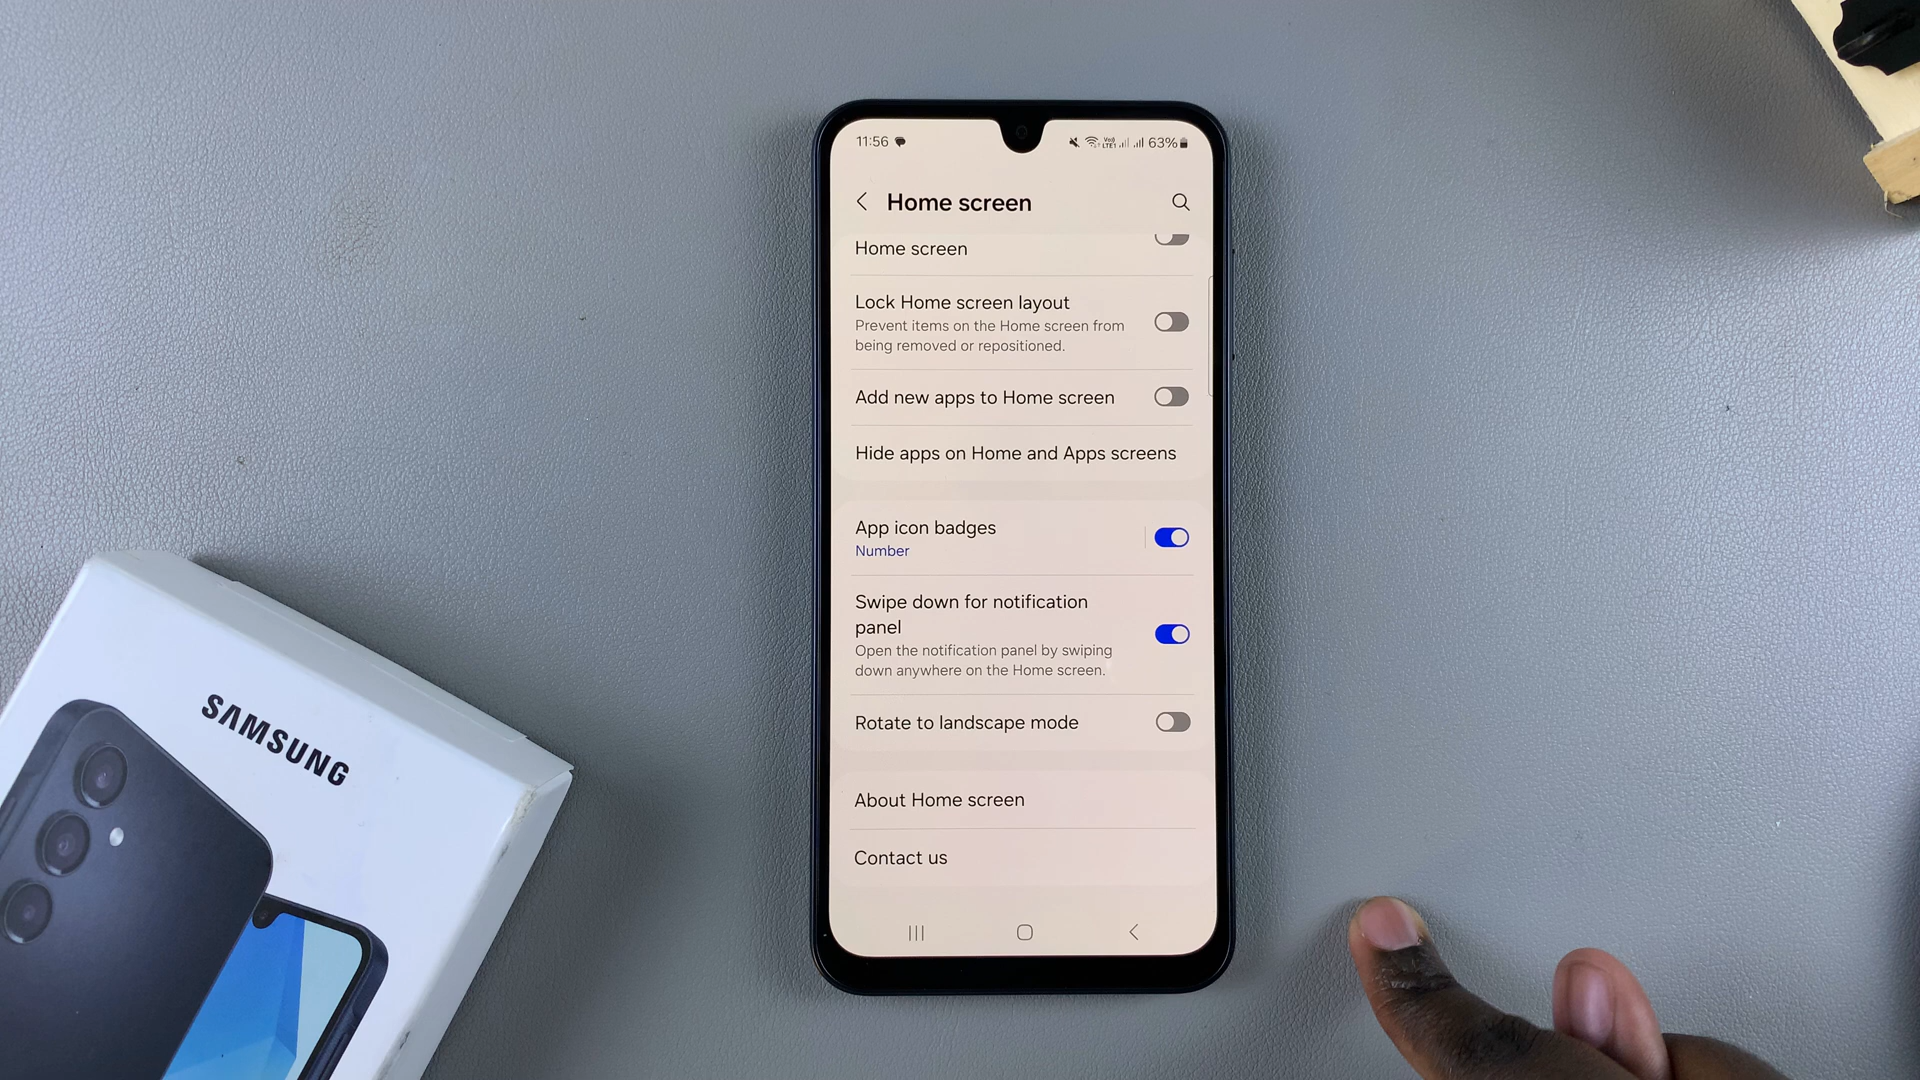 11:56
63%
Home screen
Home screen
Lock Home screen layout
Prevent items on the Home screen from
being removed or repositioned.
Add new apps to Home screen
Hide apps on Home and Apps screens
App icon badges
Number
Swipe down for notification
panel
Open the notification panel by swiping
down anywhere on the Home screen.
Rotate to landscape mode
About Home screen
Contact us
SAMSUNG